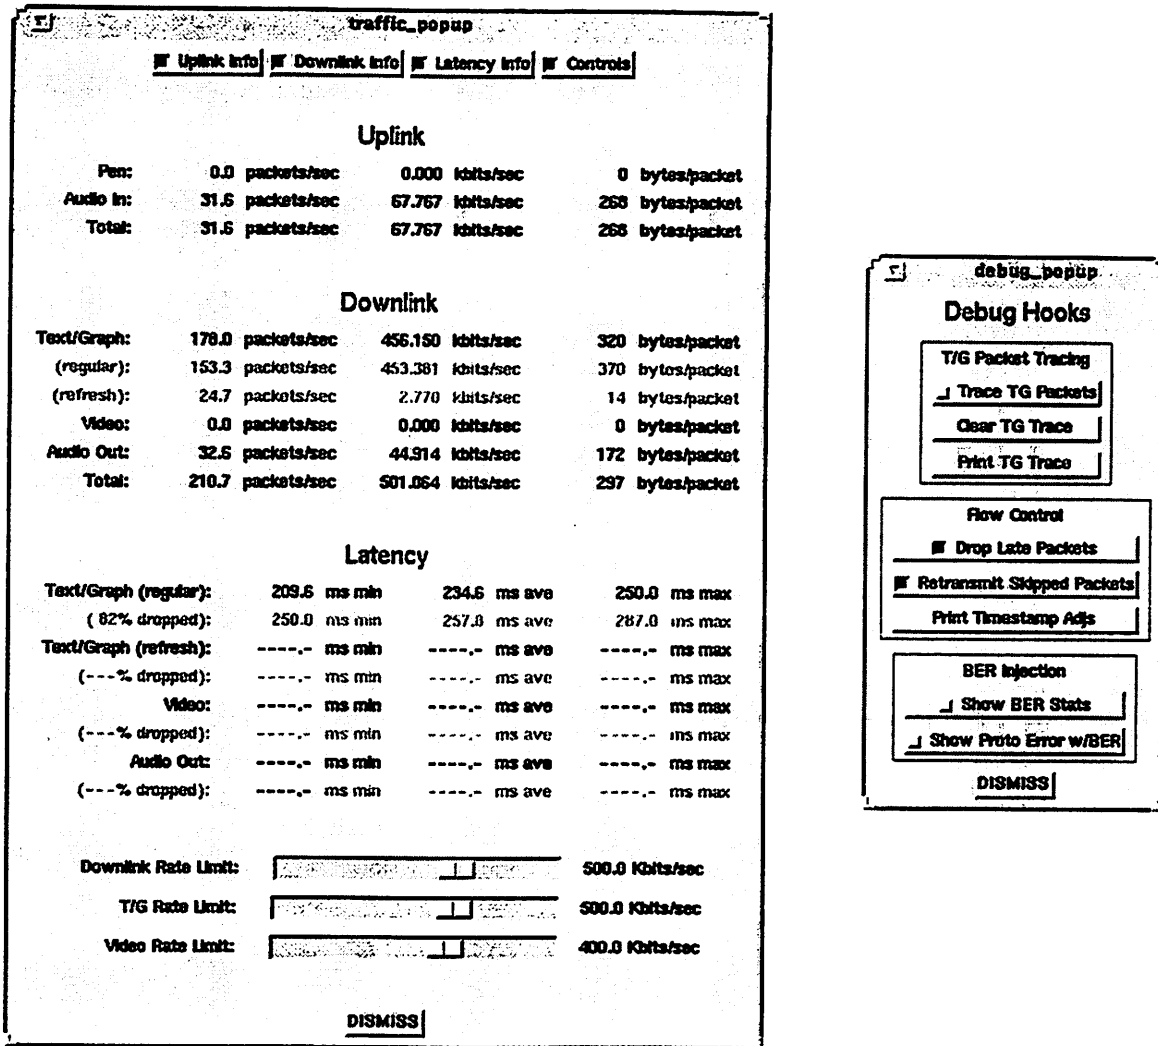 traffic_popup
Uplink Info Downlink Info Latency Info Controls
Uplink
Pen: 0.0 packets/sec 0.000 kbits/sec 0 bytes/packet
Audio In: 31.6 packets/sec 67.767 kbits/sec 268 bytes/packet
Total: 31.6 packets/sec 67.767 kbits/sec 268 bytes/packet
Downlink
Text/Graph: 178.0 packets/sec 456.150 kbits/sec 320 bytes/packet
(regular): 153.3 packets/sec 453.381 kbits/sec 370 bytes/packet
(refresh): 24.7 packets/sec 2.770 kbits/sec 14 bytes/packet
Video: 0.0 packets/sec 0.000 kbits/sec 0 bytes/packet
Audio Out: 32.6 packets/sec 44.914 kbits/sec 172 bytes/packet
Total: 210.7 packets/sec 501.064 kbits/sec 297 bytes/packet
Latency
Text/Graph (regular): 209.6 ms min 234.6 ms ave 250.0 ms max
( 82% dropped): 250.0 ms min 257.0 ms ave 287.0 ms max
Text/Graph (refresh): ----.- ms min ----.- ms ave ----.- ms max
(---% dropped): ----.- ms min ----.- ms ave ----.- ms max
Video: ----.- ms min ----.- ms ave ----.- ms max
(---% dropped): ----.- ms min ----.- ms ave ----.- ms max
Audio Out: ----.- ms min ----.- ms ave ----.- ms max
(---% dropped): ----.- ms min ----.- ms ave ----.- ms max
Downlink Rate Limit: 500.0 Kbits/sec
T/G Rate Limit: 500.0 Kbits/sec
Video Rate Limit: 400.0 Kbits/sec
DISMISS
debug_popup
Debug Hooks
T/G Packet Tracing
Trace TG Packets
Clear TG Trace
Print TG Trace
Flow Control
Drop Late Packets
Retransmit Skipped Packets
Print Timestamp Adjs
BER Injection
Show BER Stats
Show Proto Error w/BER
DISMISS